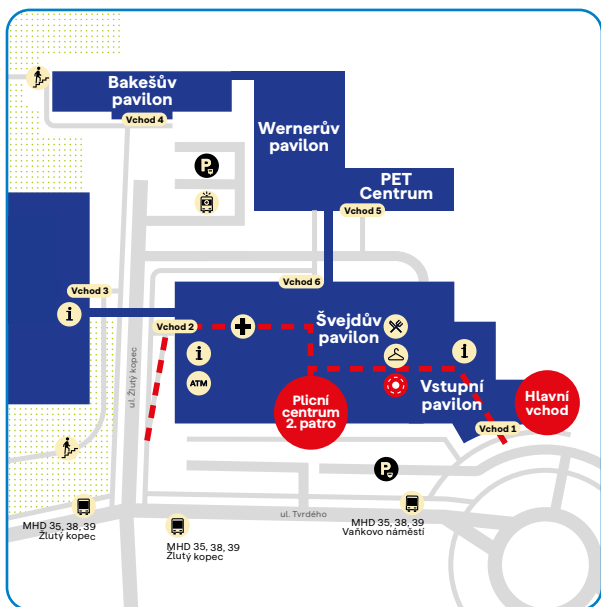 Bakešův
pavilon
Vchod 4
Wernerův
pavilon
P
PET
Centrum
Vchod 5
Vchod 6
Vchod 3
i
Vchod 2
Švejdův
pavilon
i
ATM
i
Vstupní
pavilon
Plicní
centrum
2. patro
Hlavní
vchod
Vchod 1
ul. Žlutý kopec
P
ul. Tvrdého
MHD 35, 38, 39
Žlutý kopec
MHD 35, 38, 39
Žlutý kopec
MHD 35, 38, 39
Vaňkovo náměstí